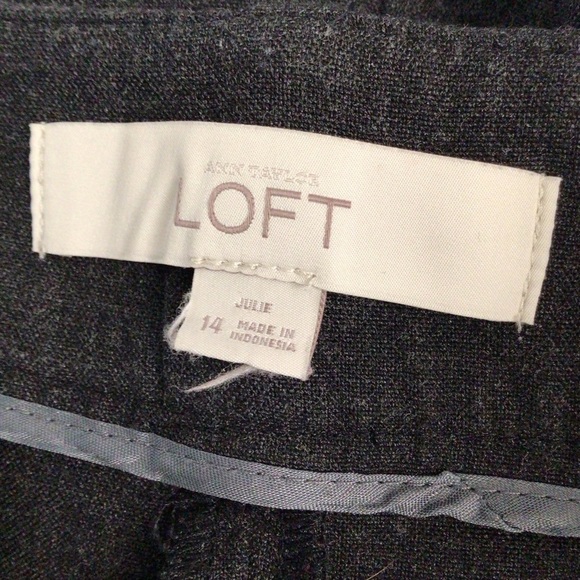 ANN TAYLOR
LOFT
JULIE
14 MADE IN
INDONESIA